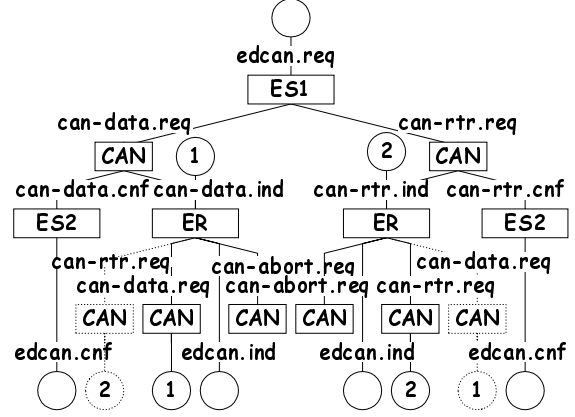 edcan.req
ES1
can-data.req can-rtr.req
CAN 1 2 CAN
can-data.cnf can-data.ind can-rtr.ind can-rtr.cnf
ES2 ER ER ES2
can-rtr.req can-abort.req can-data.req
can-data.req can-abort.req can-rtr.req
CAN CAN CAN CAN CAN CAN
edcan.cnf edcan.ind edcan.ind edcan.cnf
2 1 2 1